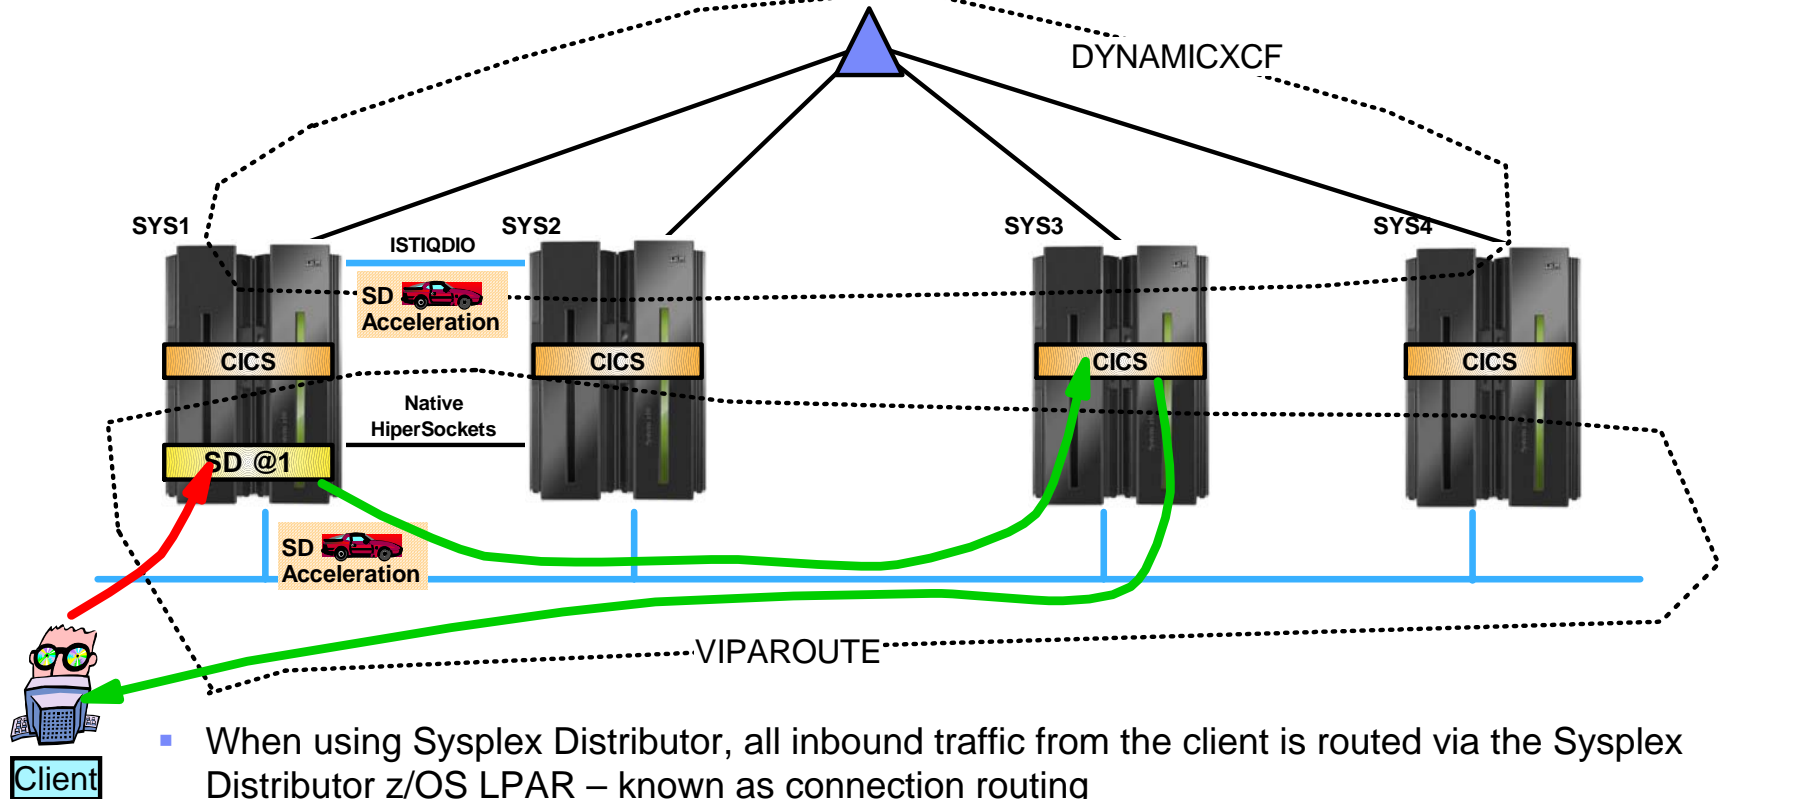 DYNAMICXCF
SYS1
SYS2
SYS3
SYS4
ISTIQDIO
SD
Acceleration
CICS
CICS
CICS
CICS
Native
HiperSockets
SD @1
SD
Acceleration
VIPAROUTE
Client
▪ When using Sysplex Distributor, all inbound traffic from the client is routed via the Sysplex
Distributor z/OS LPAR – known as connection routing